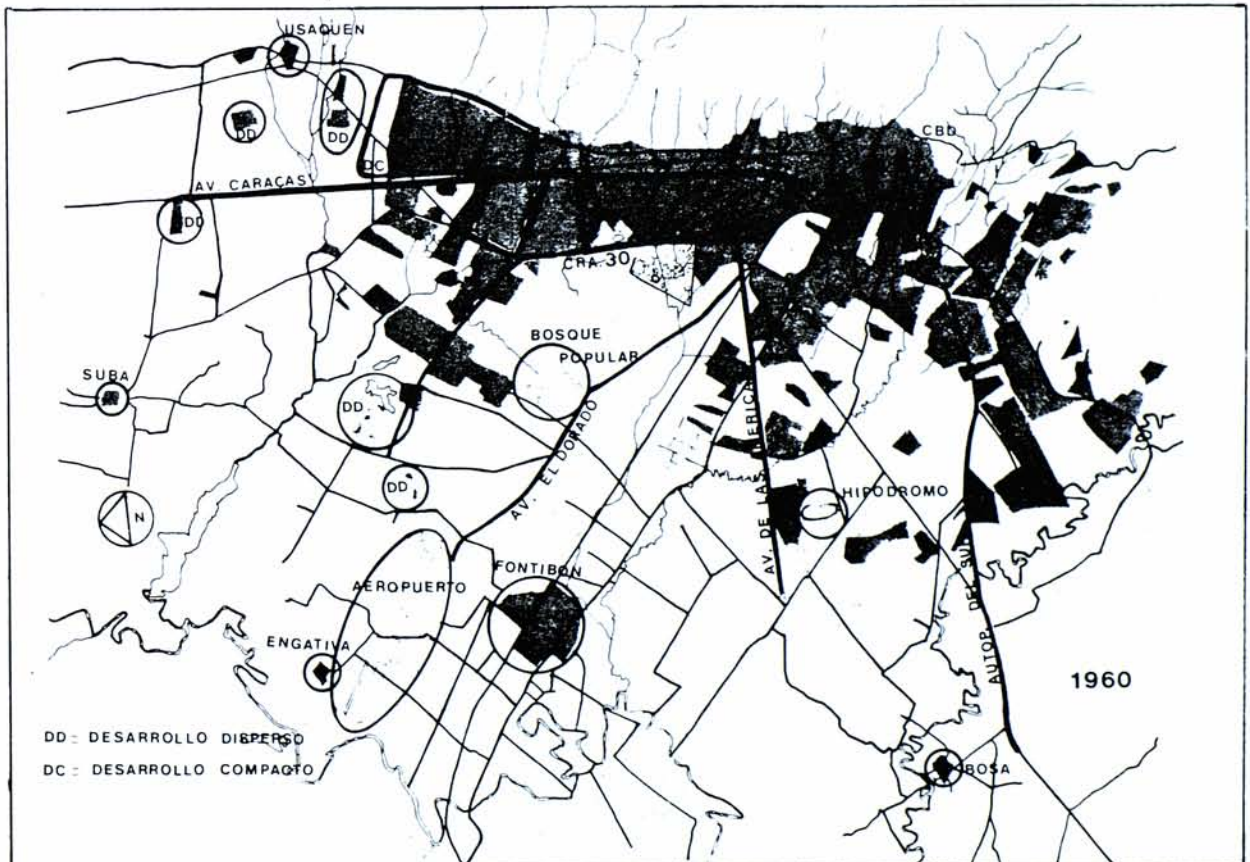 USAQUEN
CBD
DD
DD
DC
AV. CARACAS
DD
CRA. 30
BOSQUE
POPULAR
SUBA
DD
AV. EL DORADO
AV. DE LAS AMERICAS
DD
HIPODROMO
N
FONTIBON
AEROPUERTO
AUTOP. DEL SUR
ENGATIVA
1960
DD = DESARROLLO DISPERSO
DC = DESARROLLO COMPACTO
BOSA